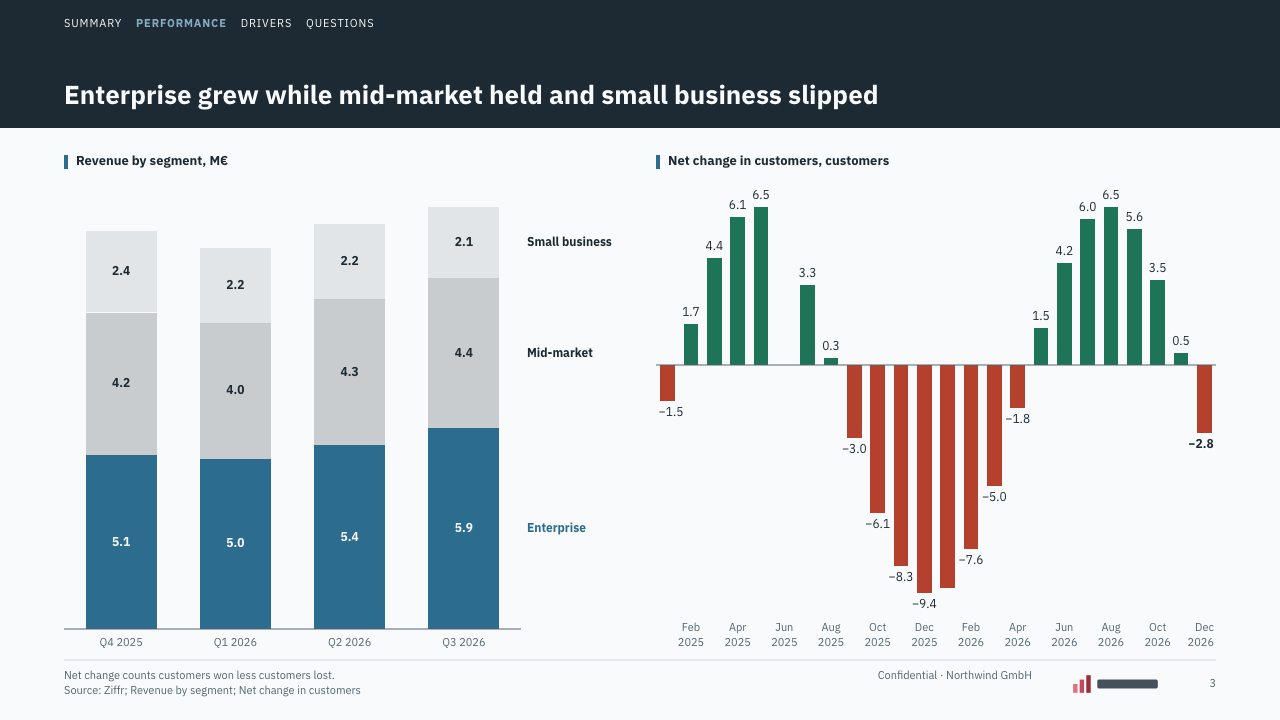 SUMMARY PERFORMANCE DRIVERS QUESTIONS
Enterprise grew while mid-market held and small business slipped
Revenue by segment, M€
2.4
2.2
2.2
2.1
4.2
4.0
4.3
4.4
5.1
5.0
5.4
5.9
Small business
Mid-market
Enterprise
Q4 2025 Q1 2026 Q2 2026 Q3 2026
Net change in customers, customers
−1.5
1.7
4.4
6.1
6.5
3.3
0.3
−3.0
−6.1
−8.3
−9.4
−7.6
−5.0
−1.8
1.5
4.2
6.0
6.5
5.6
3.5
0.5
−2.8
Feb Apr Jun Aug Oct Dec Feb Apr Jun Aug Oct Dec
2025 2025 2025 2025 2025 2025 2026 2026 2026 2026 2026 2026
Net change counts customers won less customers lost.
Source: Ziffr; Revenue by segment; Net change in customers
Confidential · Northwind GmbH
3